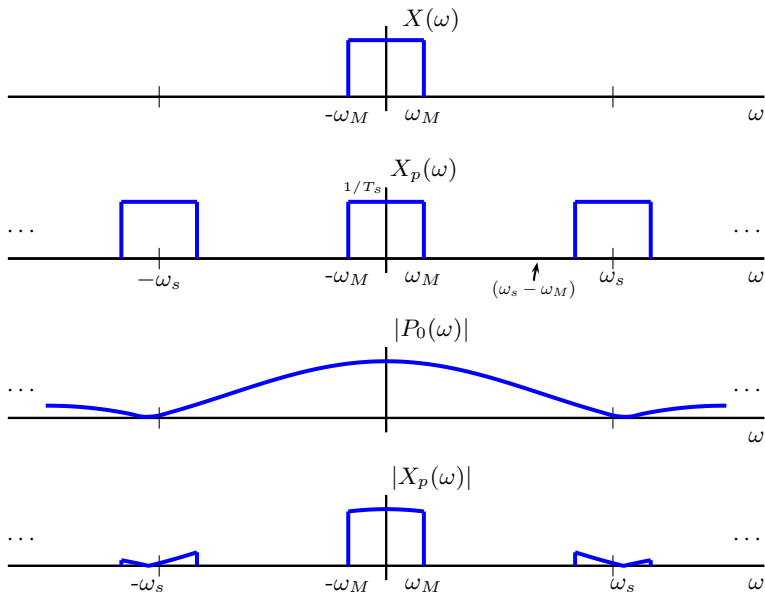 X(ω)
-ω_M ω_M ω
X_p(ω)
1/T_s
... ...
−ω_s -ω_M ω_M (ω_s − ω_M) ω_s ω
|P_0(ω)|
... ...
ω
|X_p(ω)|
... ...
-ω_s -ω_M ω_M ω_s ω